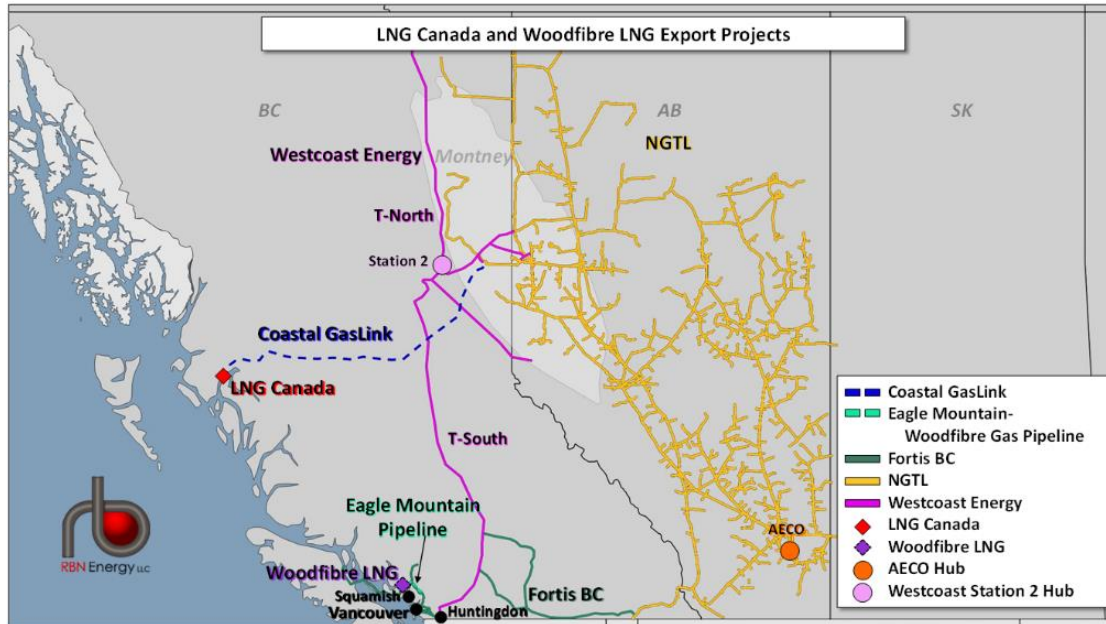 LNG Canada and Woodfibre LNG Export Projects
BC
AB
SK
NGTL
Westcoast Energy
Montney
T-North
Station 2
Coastal GasLink
LNG Canada
T-South
Eagle Mountain
Pipeline
Woodfibre LNG
Squamish
Vancouver
Huntingdon
Fortis BC
AECO
RBN Energy LLC
Coastal GasLink
Eagle Mountain-
Woodfibre Gas Pipeline
Fortis BC
NGTL
Westcoast Energy
LNG Canada
Woodfibre LNG
AECO Hub
Westcoast Station 2 Hub